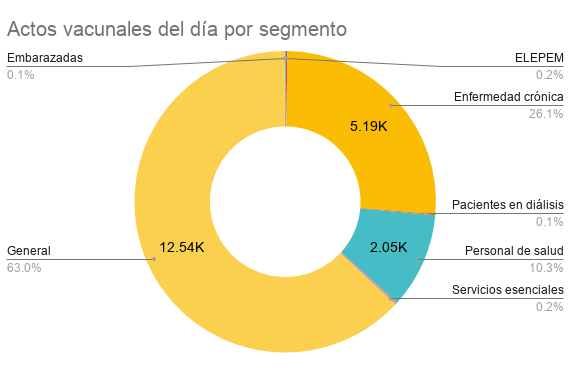 Actos vacunales del día por segmento
Embarazadas
0.1%
ELEPEM
0.2%
Enfermedad crónica
26.1%
5.19K
Pacientes en diálisis
0.1%
General
63.0%
12.54K
2.05K
Personal de salud
10.3%
Servicios esenciales
0.2%